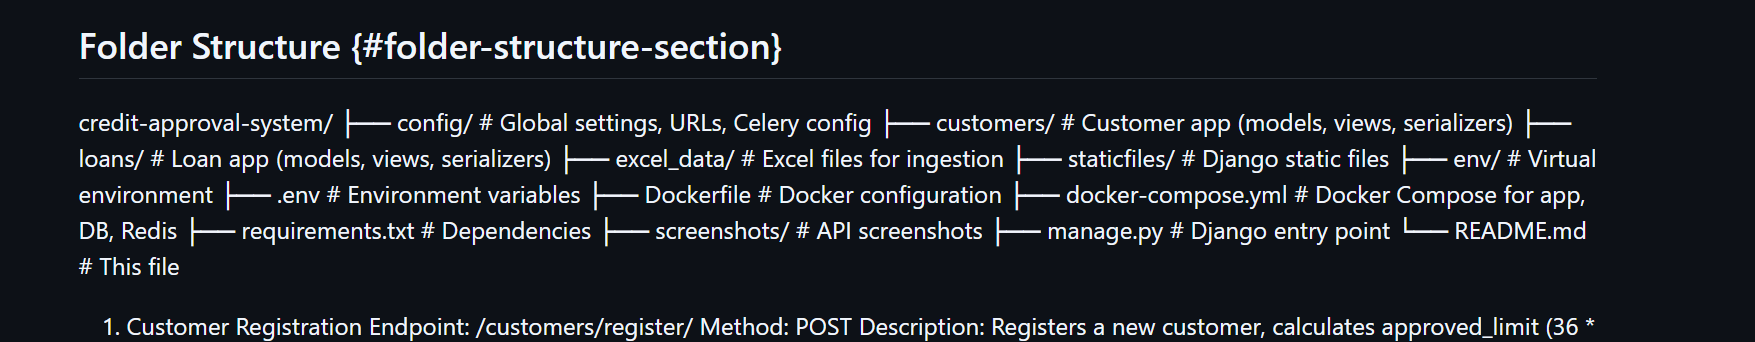 Folder Structure {#folder-structure-section}
credit-approval-system/ ├── config/ # Global settings, URLs, Celery config ├── customers/ # Customer app (models, views, serializers) ├──
loans/ # Loan app (models, views, serializers) ├── excel_data/ # Excel files for ingestion ├── staticfiles/ # Django static files ├── env/ # Virtual
environment ├── .env # Environment variables ├── Dockerfile # Docker configuration ├── docker-compose.yml # Docker Compose for app,
DB, Redis ├── requirements.txt # Dependencies ├── screenshots/ # API screenshots ├── manage.py # Django entry point └── README.md
# This file
1. Customer Registration Endpoint: /customers/register/ Method: POST Description: Registers a new customer, calculates approved_limit (36 *